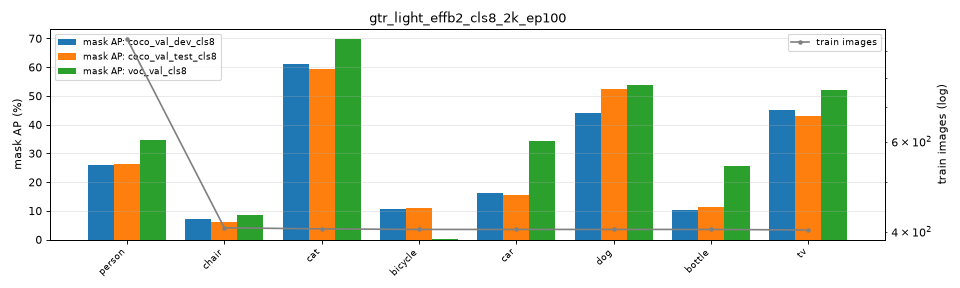 gtr_light_effb2_cls8_2k_ep100
mask AP: coco_val_dev_cls8
mask AP: coco_val_test_cls8
mask AP: voc_val_cls8
train images
mask AP (%)
70
60
50
40
30
20
10
0
train images (log)
6 × 10²
4 × 10²
person
chair
cat
bicycle
car
dog
bottle
tv